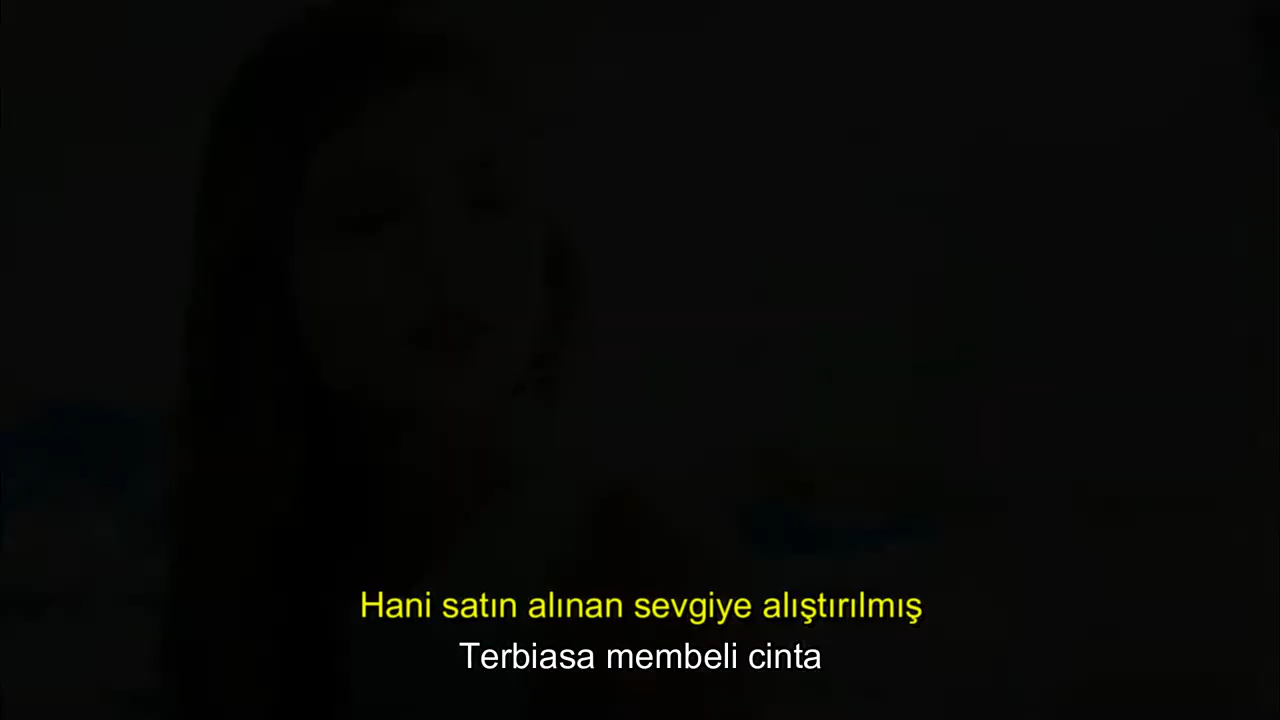 Hani satın alınan sevgiye alıştırılmış
Terbiasa membeli cinta